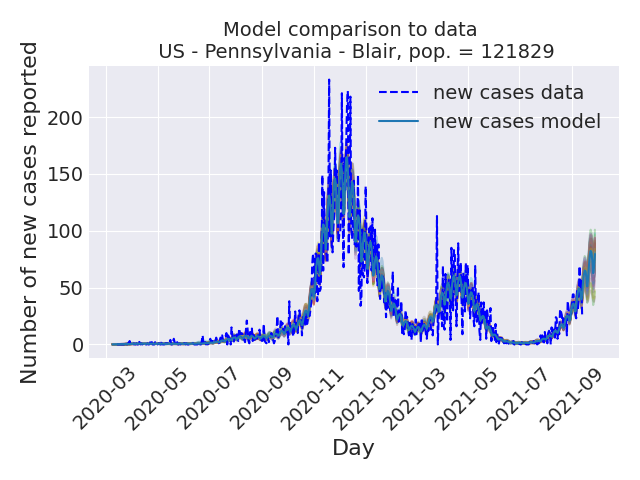 Model comparison to data
US - Pennsylvania - Blair, pop. = 121829
Number of new cases reported
new cases data
new cases model
200
150
100
50
0
2020-03
2020-05
2020-07
2020-09
2020-11
2021-01
2021-03
2021-05
2021-07
2021-09
Day